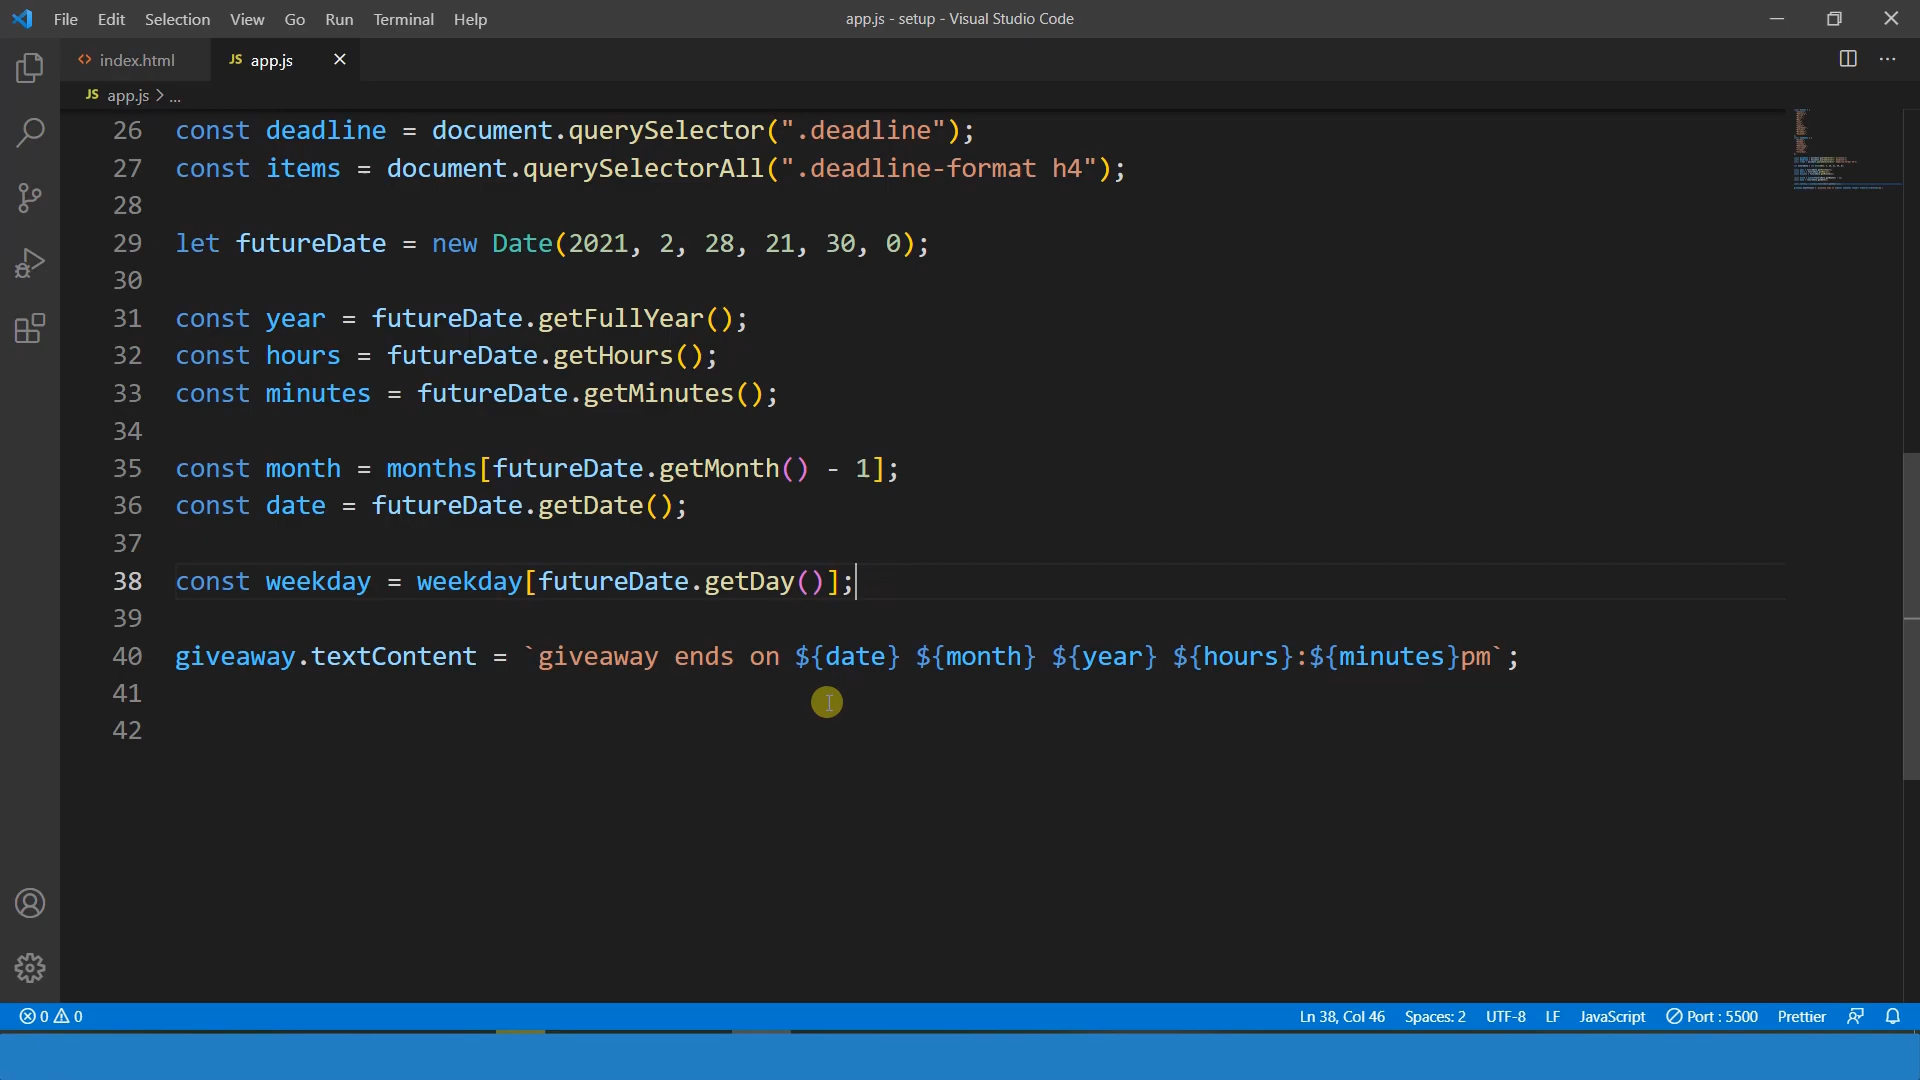 File Edit Selection View Go Run Terminal Help app.js - setup - Visual Studio Code
<> index.html JS app.js
JS app.js > ...
26 const deadline = document.querySelector(".deadline");
27 const items = document.querySelectorAll(".deadline-format h4");
28
29 let futureDate = new Date(2021, 2, 28, 21, 30, 0);
30
31 const year = futureDate.getFullYear();
32 const hours = futureDate.getHours();
33 const minutes = futureDate.getMinutes();
34
35 const month = months[futureDate.getMonth() - 1];
36 const date = futureDate.getDate();
37
38 const weekday = weekday[futureDate.getDay()];
39
40 giveaway.textContent = `giveaway ends on ${date} ${month} ${year} ${hours}:${minutes}pm`;
41
42
0 0 Ln 38, Col 46 Spaces: 2 UTF-8 LF JavaScript Port : 5500 Prettier